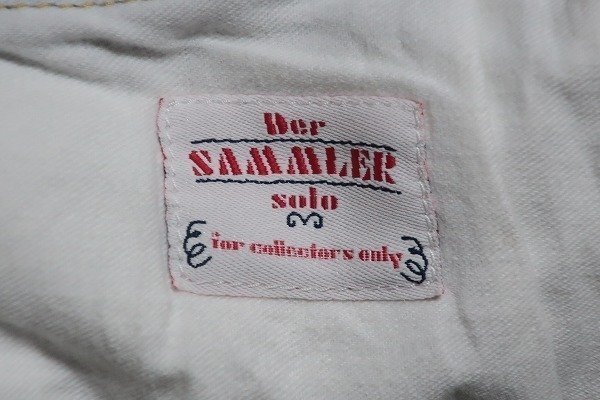 Der
SAMMLER
solo
for collectors only